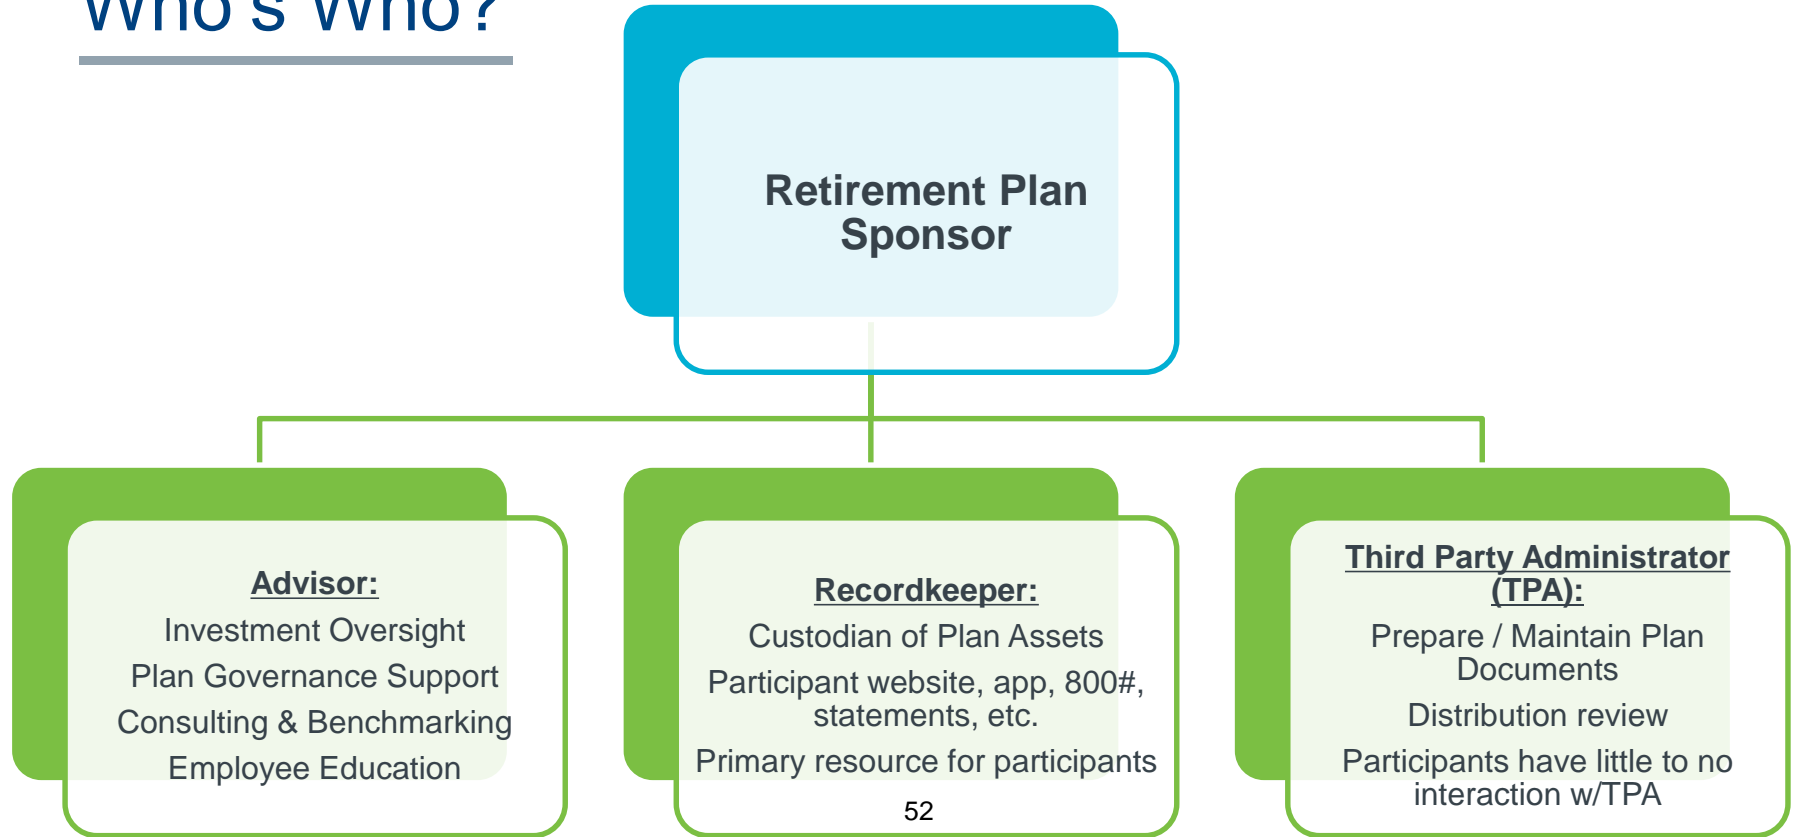 Who's Who?
Retirement Plan
Sponsor
Advisor:
Investment Oversight
Plan Governance Support
Consulting & Benchmarking
Employee Education
Recordkeeper:
Custodian of Plan Assets
Participant website, app, 800#,
statements, etc.
Primary resource for participants
Third Party Administrator
(TPA):
Prepare / Maintain Plan
Documents
Distribution review
Participants have little to no
interaction w/TPA
52